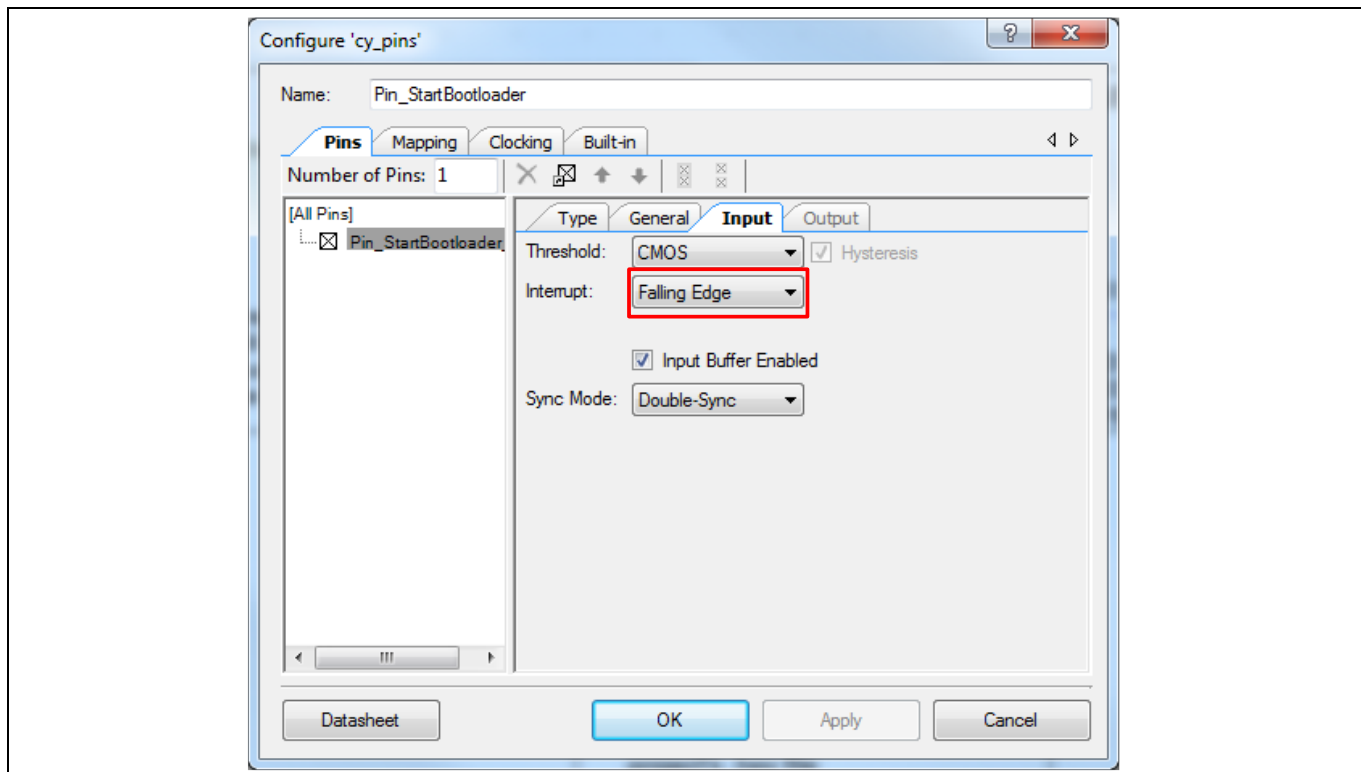 Configure 'cy_pins'
Name: Pin_StartBootloader
Pins Mapping Clocking Built-in
Number of Pins: 1
[All Pins]
Pin_StartBootloader_
Type General Input Output
Threshold: CMOS Hysteresis
Interrupt: Falling Edge
Input Buffer Enabled
Sync Mode: Double-Sync
Datasheet OK Apply Cancel